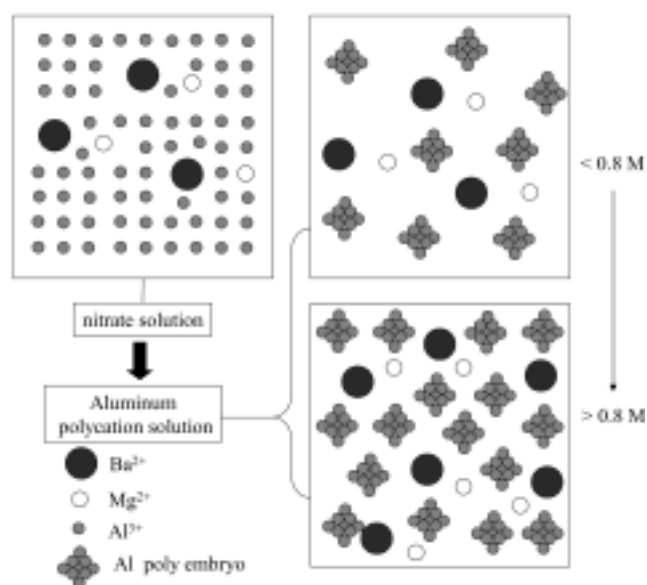 nitrate solution
Aluminum
polycation solution
Ba²⁺
Mg²⁺
Al³⁺
Al poly embryo
< 0.8 M
> 0.8 M